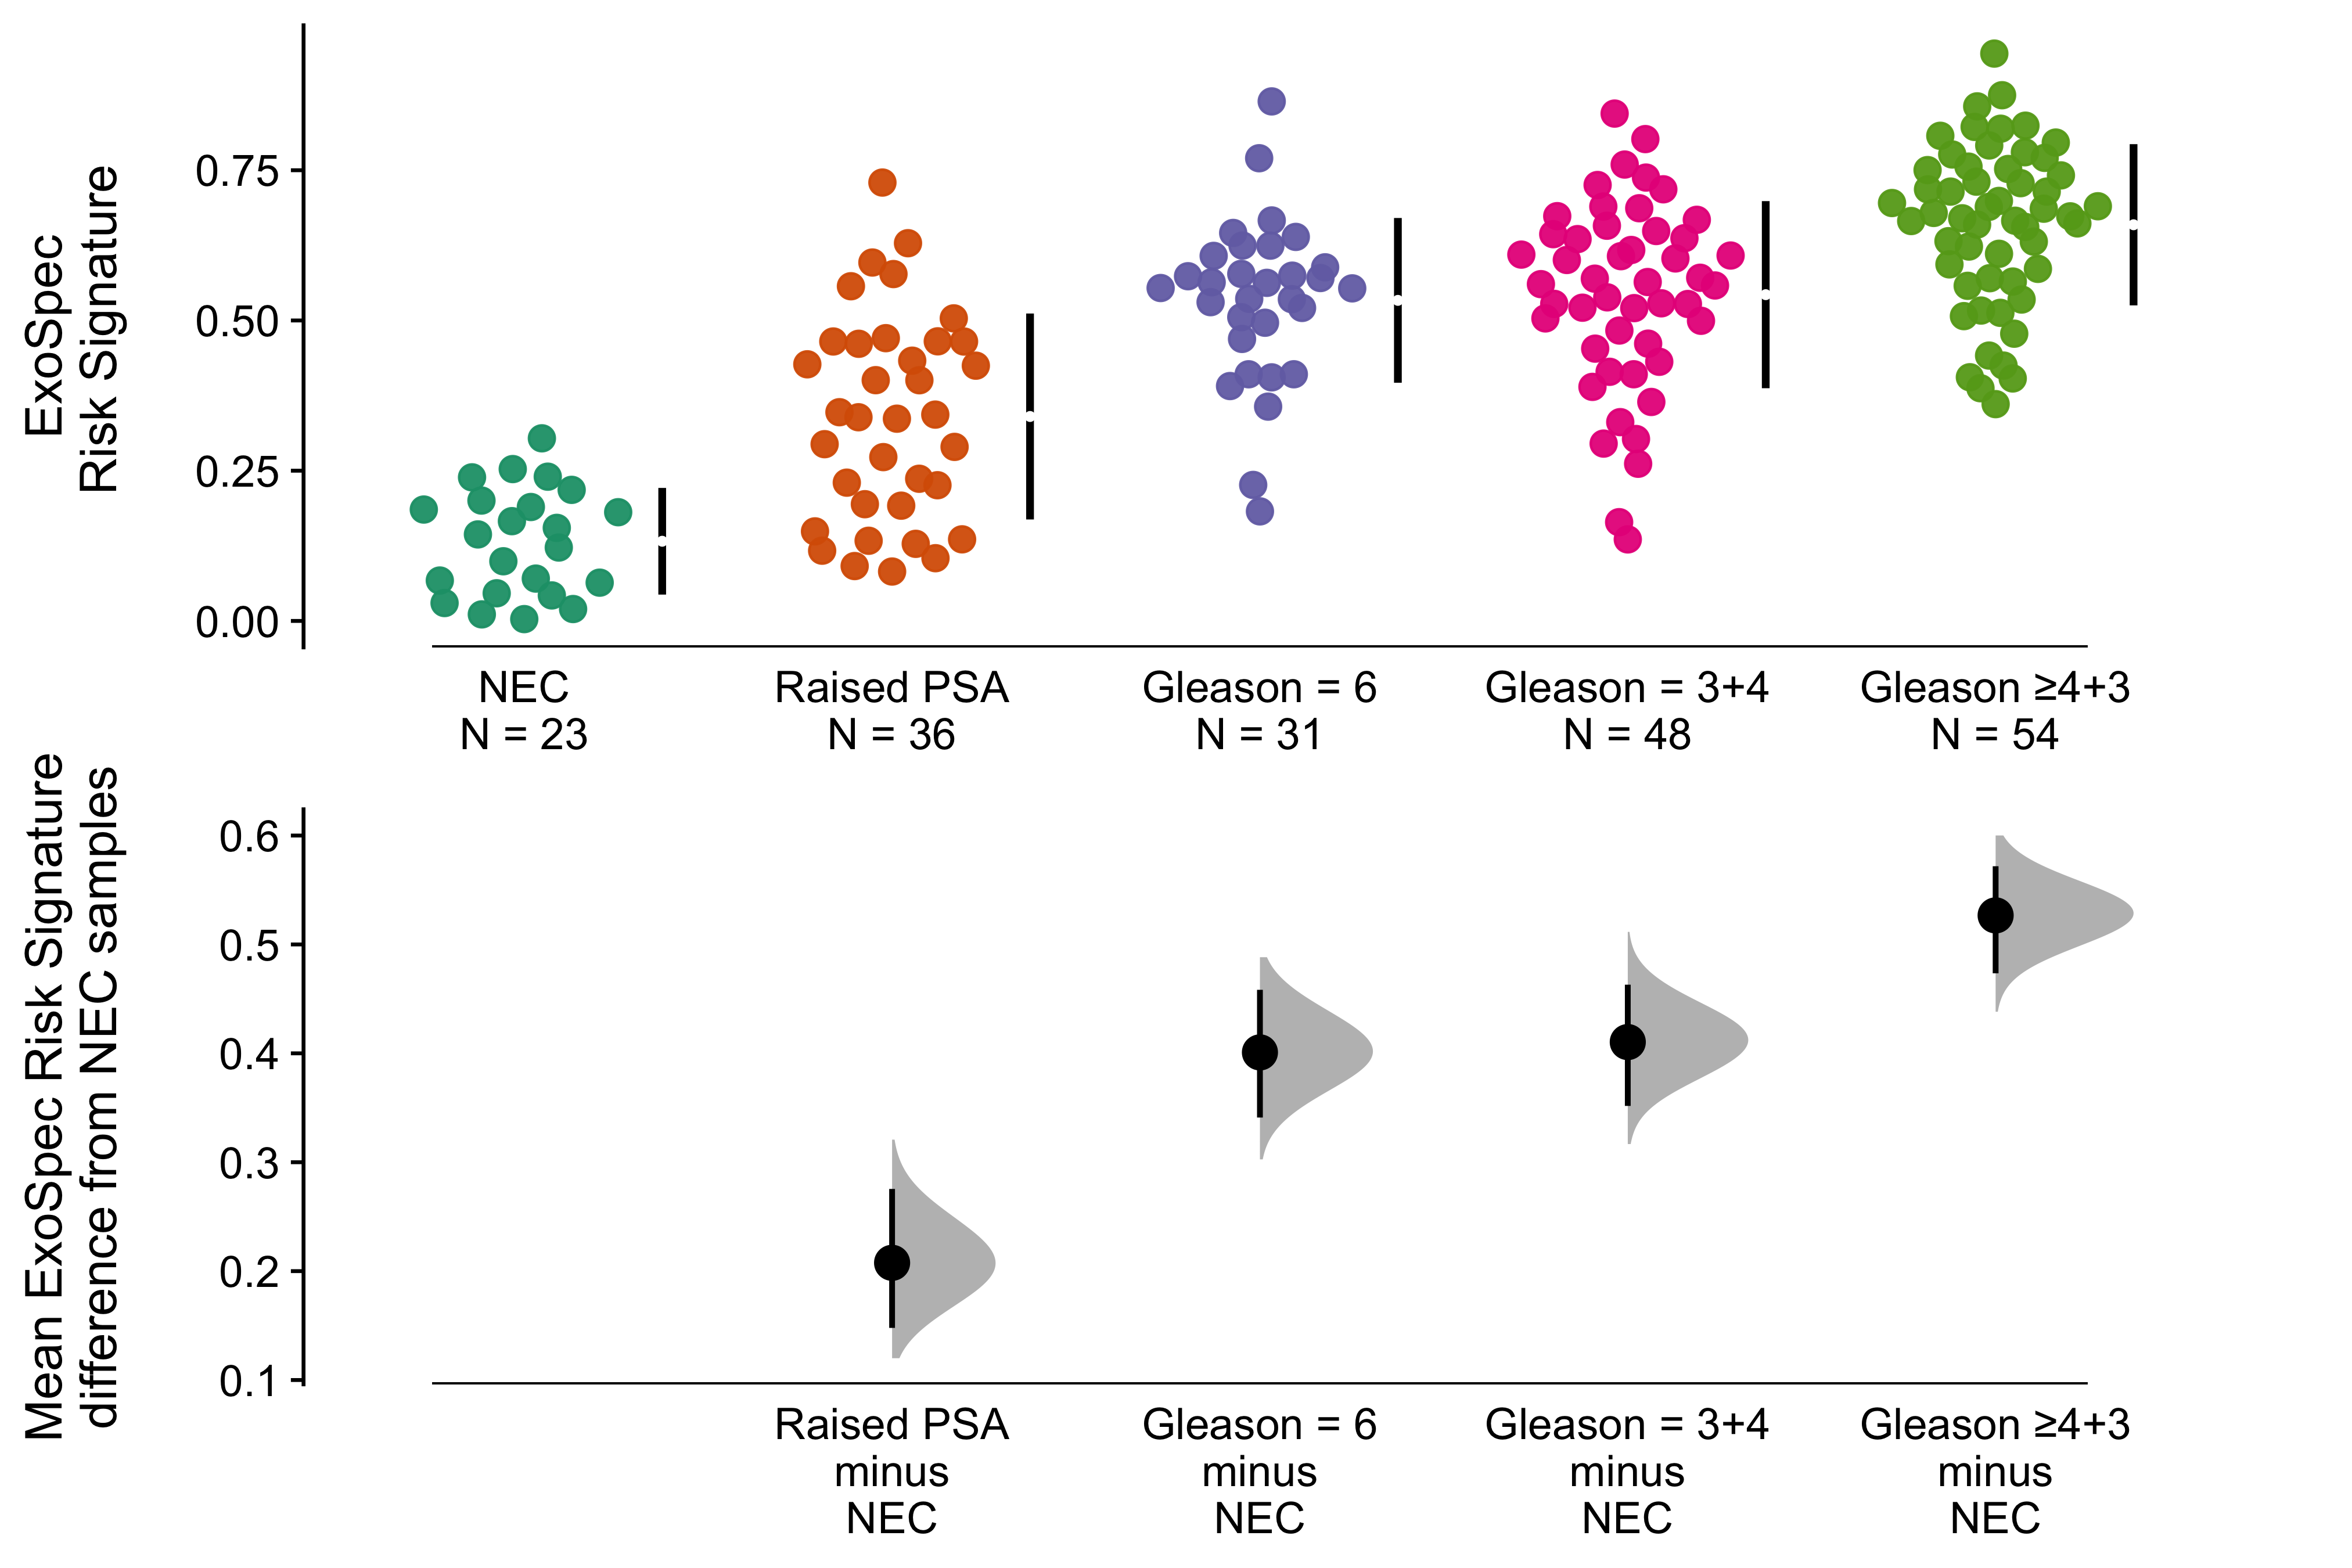 ExoSpec
Risk Signature
0.75
0.50
0.25
0.00
NEC
N = 23
Raised PSA
N = 36
Gleason = 6
N = 31
Gleason = 3+4
N = 48
Gleason ≥4+3
N = 54
Mean ExoSpec Risk Signature
difference from NEC samples
0.6
0.5
0.4
0.3
0.2
0.1
Raised PSA
minus
NEC
Gleason = 6
minus
NEC
Gleason = 3+4
minus
NEC
Gleason ≥4+3
minus
NEC